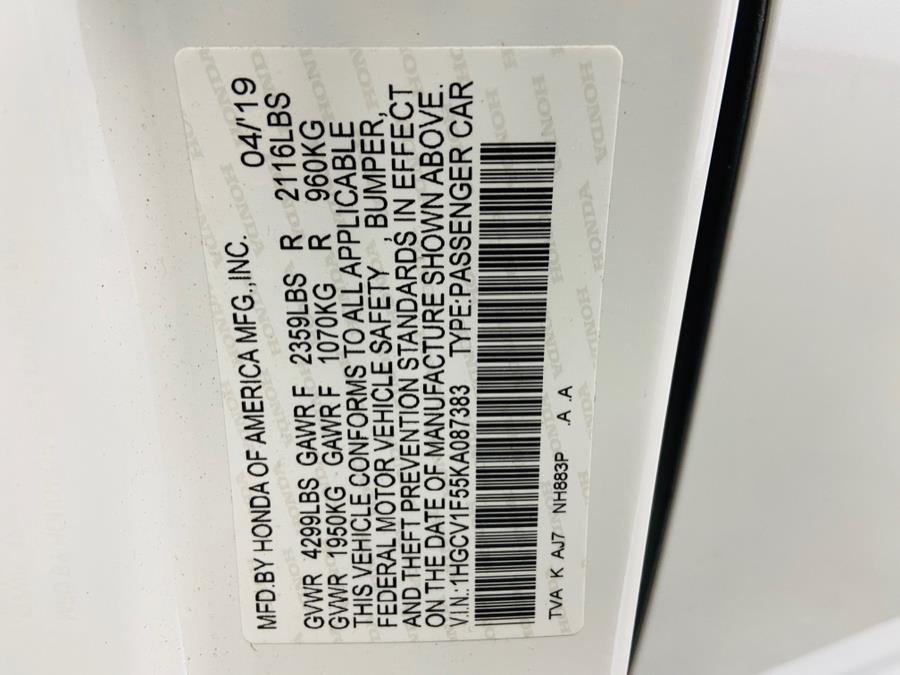 MFD.BY HONDA OF AMERICA MFG.,INC. 04/'19
GVWR 4299LBS GAWR F 2359LBS R 2116LBS
GVWR 1950KG GAWR F 1070KG R 960KG
THIS VEHICLE CONFORMS TO ALL APPLICABLE
FEDERAL MOTOR VEHICLE SAFETY , BUMPER,
AND THEFT PREVENTION STANDARDS IN EFFECT
ON THE DATE OF MANUFACTURE SHOWN ABOVE.
V.I.N.:1HGCV1F55KA087383 TYPE:PASSENGER CAR
TVA K AJ7 NH883P .A .A